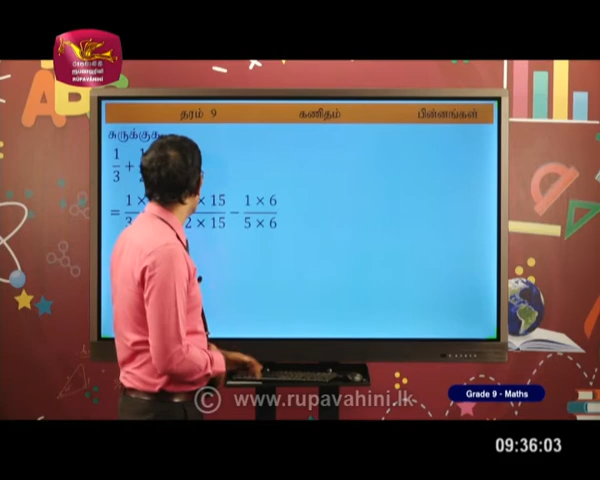 RUPAVAHINI
தரம் 9 கணிதம் பின்னங்கள்
சுருக்குக
1/3 +
= 1 × × 15/2 × 15 − 1 × 6/5 × 6
© www.rupavahini.lk
Grade 9 - Maths
09:36:03